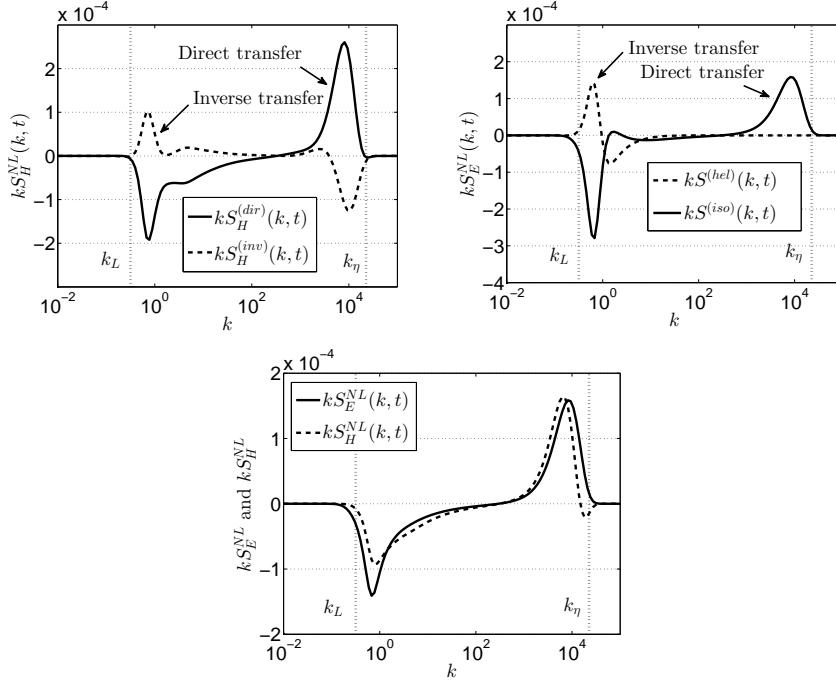 x 10^{-4}
2
1
0
−1
−2
10^{-2}
10^0
10^2
10^4
kS_H^{NL}(k, t)
k
Direct transfer
Inverse transfer
k_L
k_η
kS_H^{(dir)}(k, t)
kS_H^{(inv)}(k, t)
x 10^{-4}
3
2
1
0
−1
−2
−3
−4
10^{-2}
10^0
10^2
10^4
kS_E^{NL}(k, t)
k
Inverse transfer
Direct transfer
kS^{(hel)}(k, t)
kS^{(iso)}(k, t)
k_L
k_η
x 10^{-4}
2
1
0
−1
−2
10^0
10^2
10^4
kS_E^{NL} and kS_H^{NL}
k
kS_E^{NL}(k, t)
kS_H^{NL}(k, t)
k_L
k_η